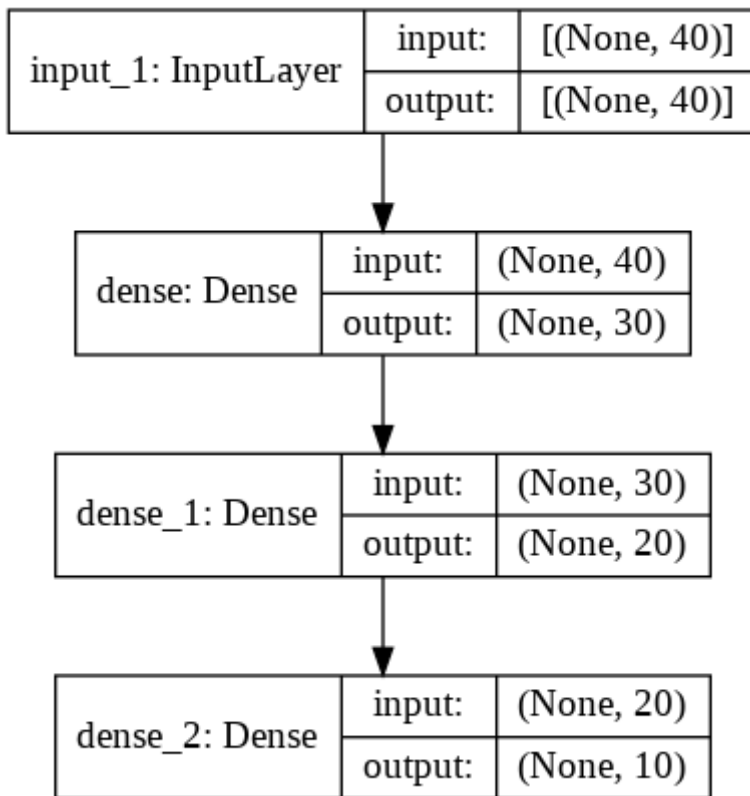 input_1: InputLayer
input: [(None, 40)]
output: [(None, 40)]
dense: Dense
input: (None, 40)
output: (None, 30)
dense_1: Dense
input: (None, 30)
output: (None, 20)
dense_2: Dense
input: (None, 20)
output: (None, 10)